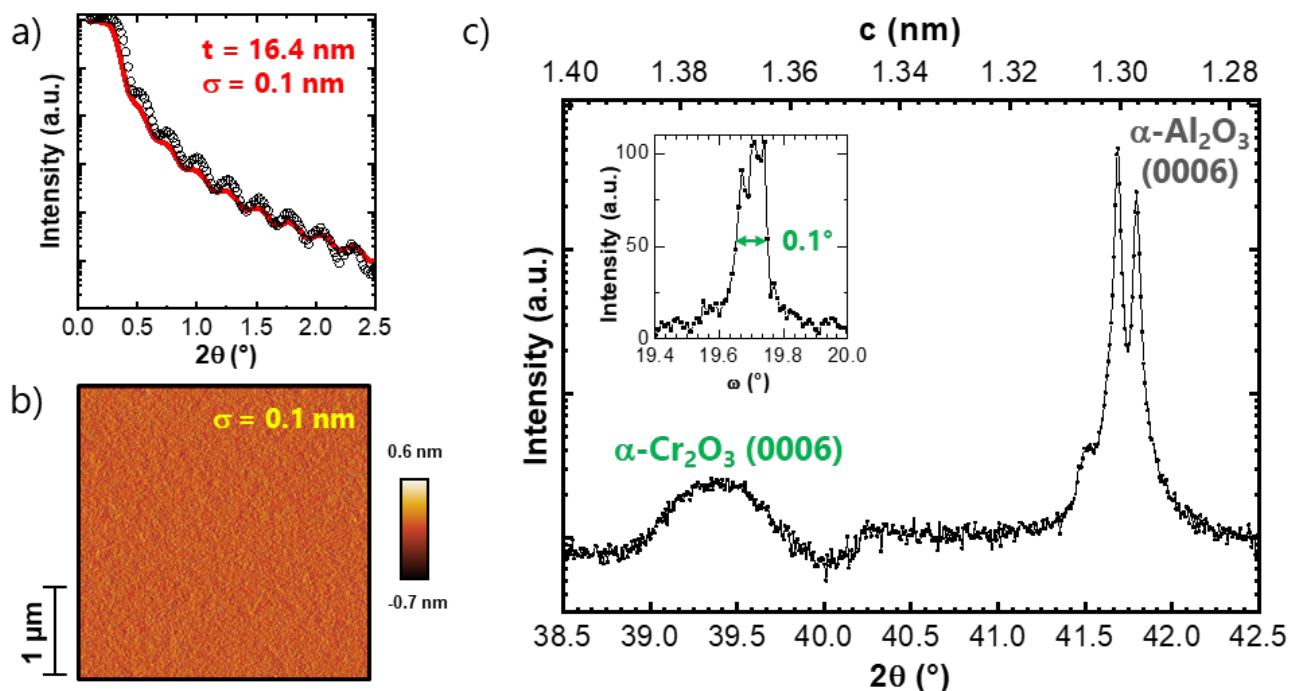 a)
t = 16.4 nm
σ = 0.1 nm
Intensity (a.u.)
0.0 0.5 1.0 1.5 2.0 2.5
2θ (°)
b)
σ = 0.1 nm
0.6 nm
-0.7 nm
1 μm
c)
c (nm)
1.40 1.38 1.36 1.34 1.32 1.30 1.28
α-Al₂O₃
(0006)
100
50
0
Intensity (a.u.)
0.1°
19.4 19.6 19.8 20.0
ω (°)
α-Cr₂O₃ (0006)
Intensity (a.u.)
38.5 39.0 39.5 40.0 40.5 41.0 41.5 42.0 42.5
2θ (°)